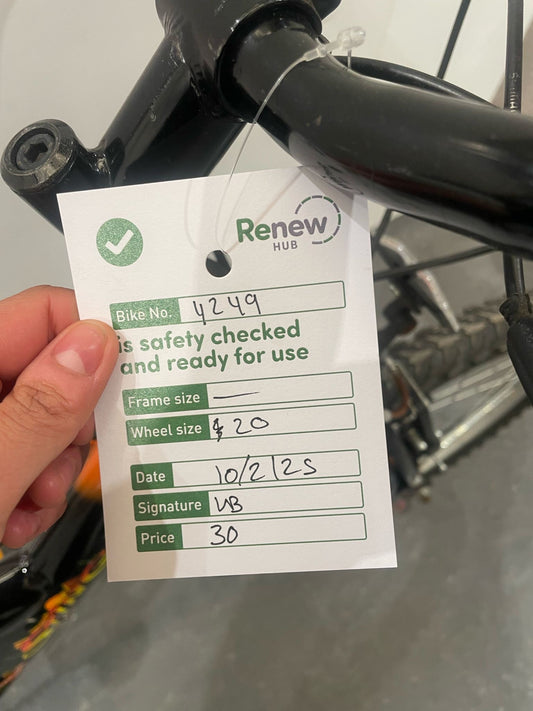 Renew
HUB
Bike No. 4249
is safety checked
and ready for use
Frame size —
Wheel size 20
Date 10/2/25
Signature
Price 30